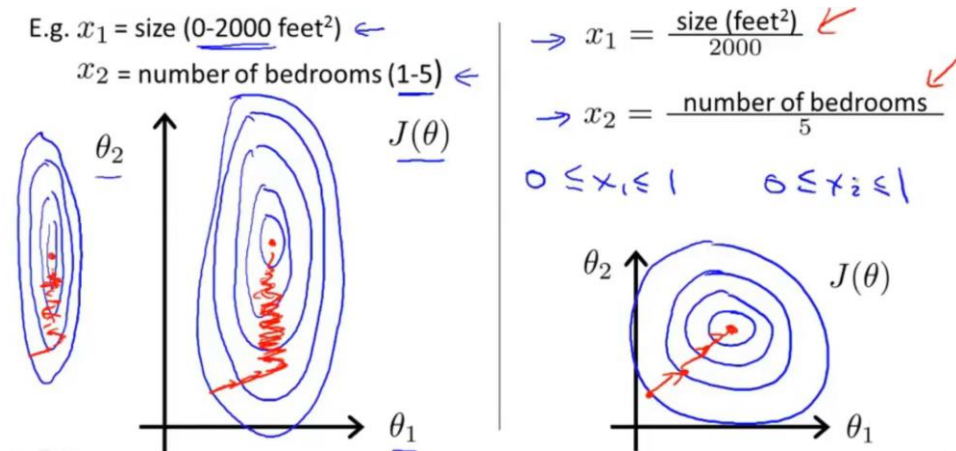 E.g. x₁ = size (0-2000 feet²) ←
x₂ = number of bedrooms (1-5) ←
θ₂
J(θ)
θ₁
→ x₁ = size (feet²) / 2000
→ x₂ = number of bedrooms / 5
0 ≤ x₁ ≤ 1 0 ≤ x₂ ≤ 1
θ₂
J(θ)
θ₁